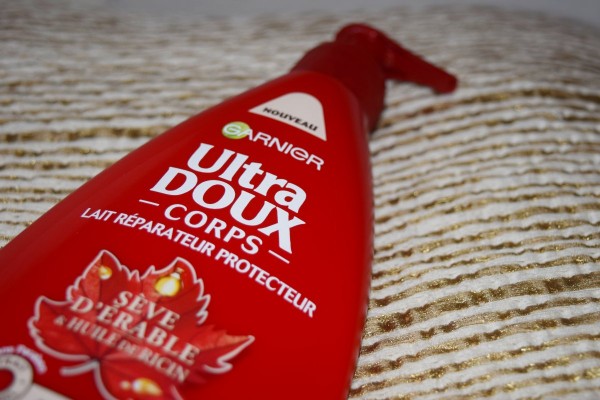 NOUVEAU
GARNIER
Ultra
DOUX
CORPS
LAIT RÉPARATEUR PROTECTEUR
SÈVE
D'ÉRABLE
& HUILE DE RICIN